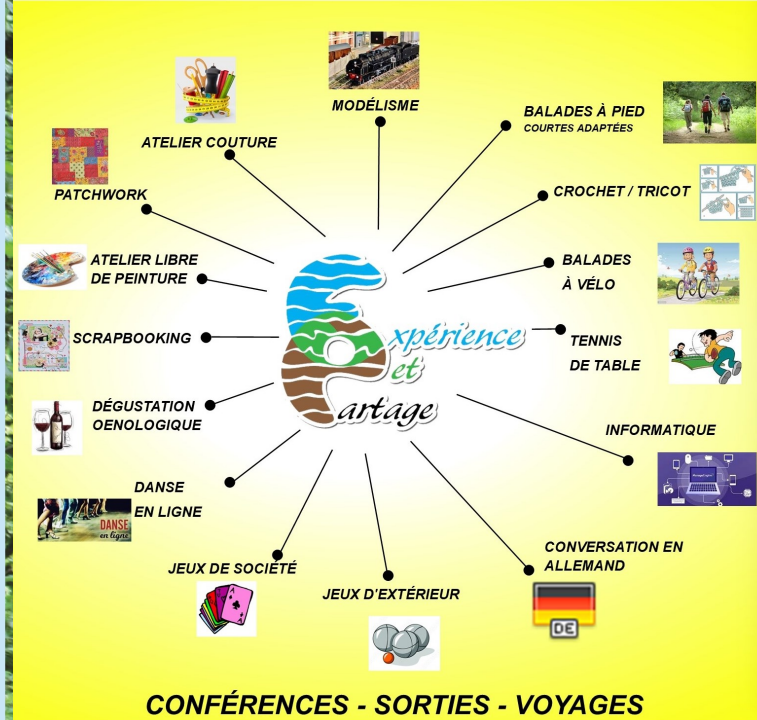 MODÉLISME
BALADES À PIED
COURTES ADAPTÉES
ATELIER COUTURE
CROCHET / TRICOT
PATCHWORK
ATELIER LIBRE
DE PEINTURE
BALADES
À VÉLO
SCRAPBOOKING
xpérience
et
artage
TENNIS
DE TABLE
DÉGUSTATION
OENOLOGIQUE
INFORMATIQUE
DANSE
EN LIGNE
DANSE
en ligne
CONVERSATION EN
ALLEMAND
JEUX DE SOCIÉTÉ
JEUX D'EXTÉRIEUR
DE
CONFÉRENCES - SORTIES - VOYAGES